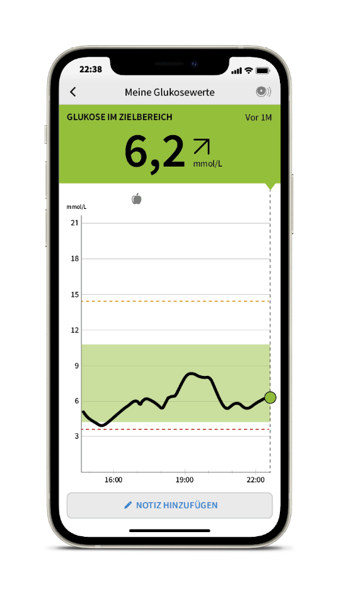 22:38
Meine Glukosewerte
GLUKOSE IM ZIELBEREICH Vor 1M
6,2 mmol/L
mmol/L
21
18
15
12
9
6
3
16:00 19:00 22:00
NOTIZ HINZUFÜGEN